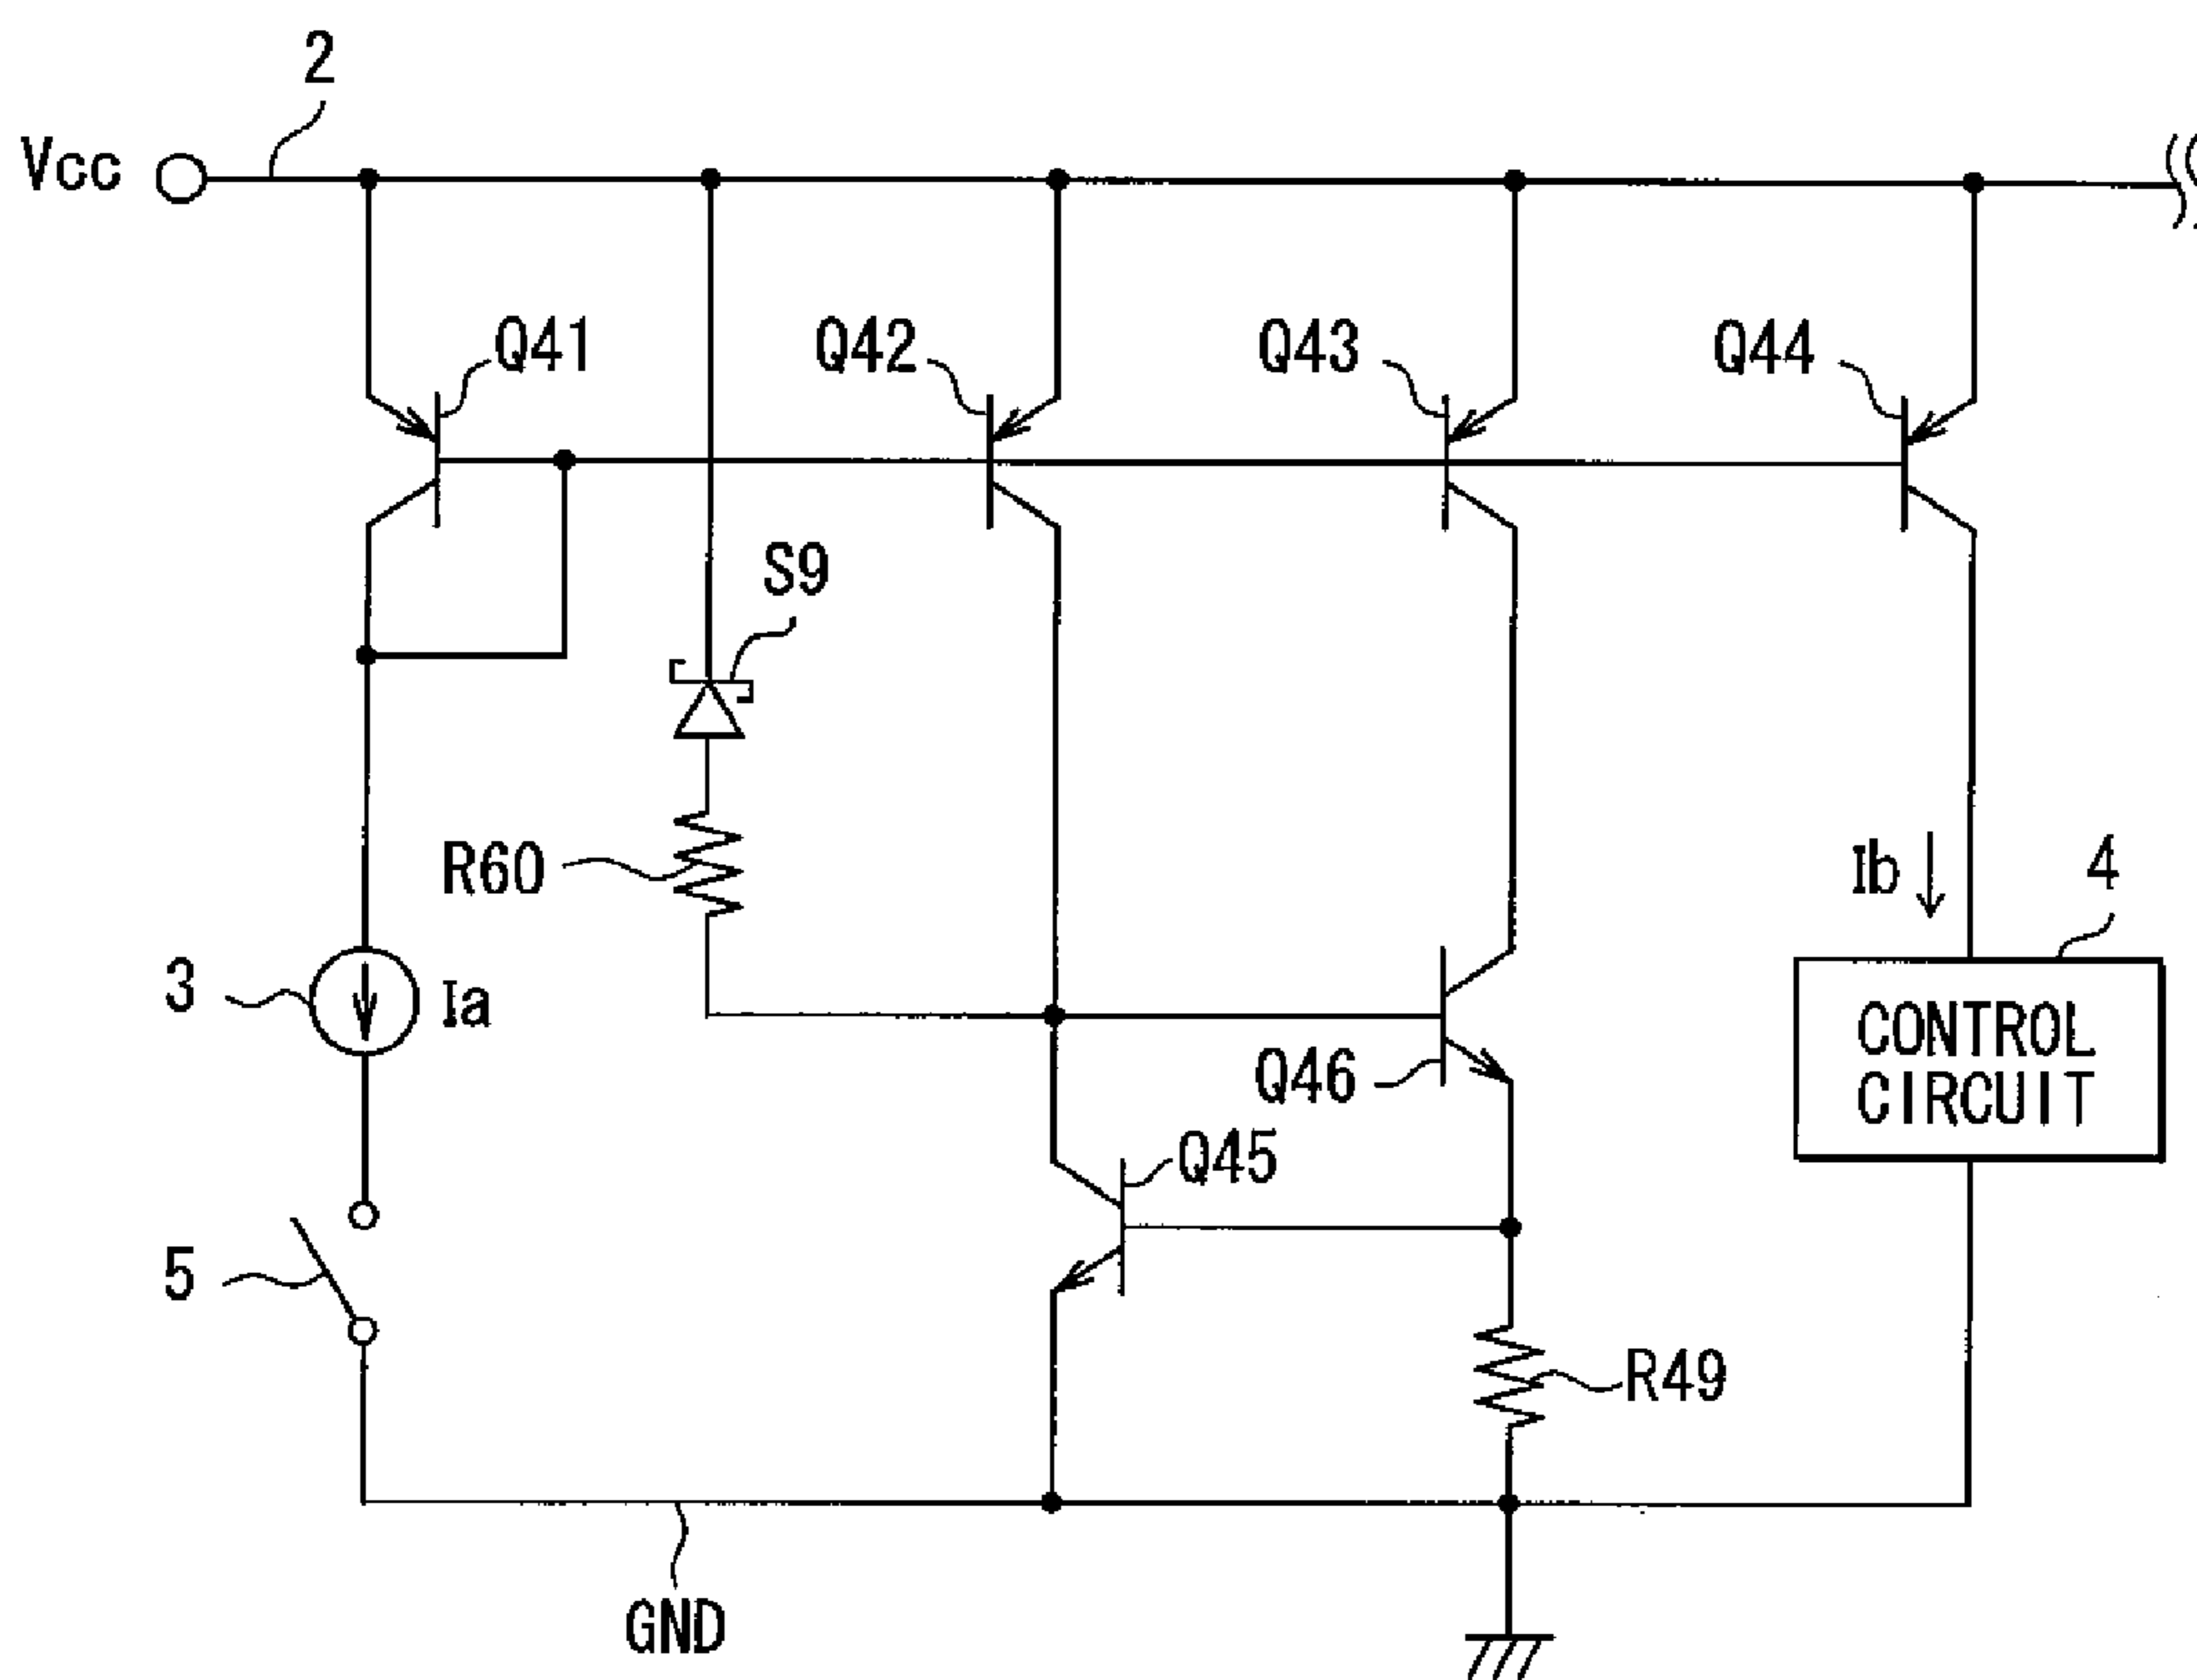 2
Vcc
Q41
Q42
Q43
Q44
S9
R60
Ib
4
3
Ia
CONTROL
CIRCUIT
Q46
Q45
5
R49
GND